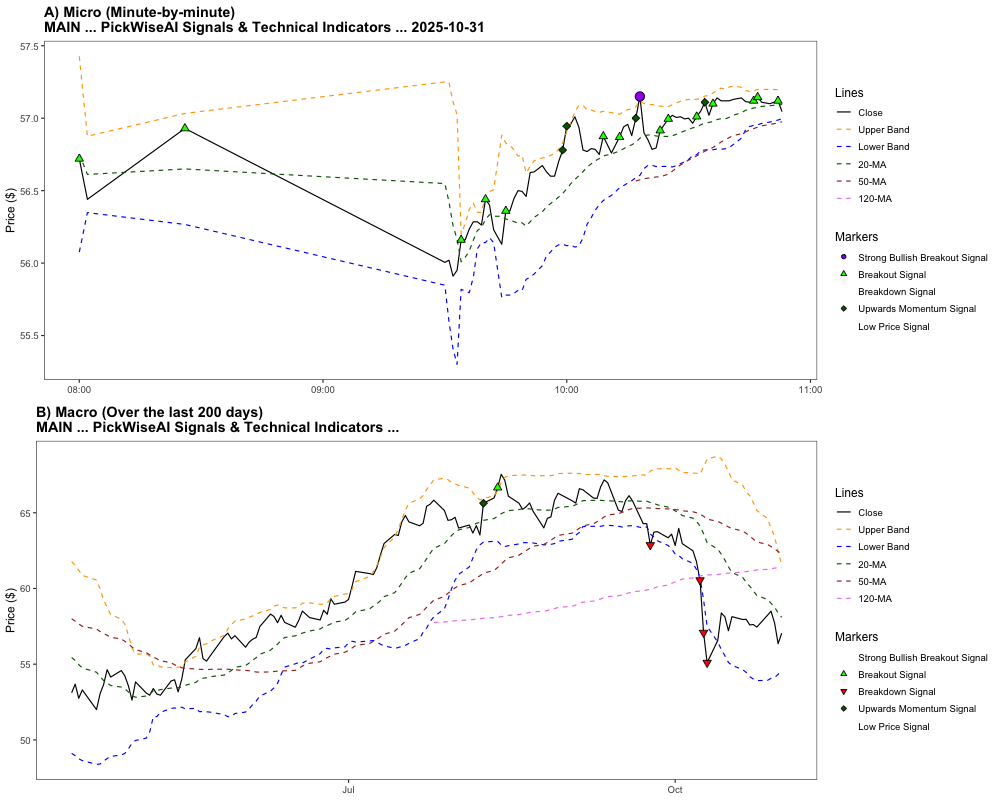 A) Micro (Minute-by-minute)
MAIN ... PickWiseAI Signals & Technical Indicators ... 2025-10-31
57.5
57.0
56.5
56.0
55.5
Price ($)
08:00
09:00
10:00
11:00
Lines
Close
Upper Band
Lower Band
20-MA
50-MA
120-MA
Markers
Strong Bullish Breakout Signal
Breakout Signal
Breakdown Signal
Upwards Momentum Signal
Low Price Signal
B) Macro (Over the last 200 days)
MAIN ... PickWiseAI Signals & Technical Indicators ...
65
60
55
50
Price ($)
Jul
Oct
Lines
Close
Upper Band
Lower Band
20-MA
50-MA
120-MA
Markers
Strong Bullish Breakout Signal
Breakout Signal
Breakdown Signal
Upwards Momentum Signal
Low Price Signal